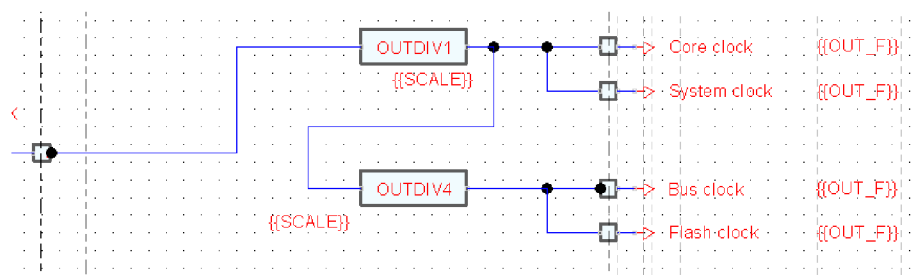 OUTDIV1 Core clock {{OUT_F}}
{{SCALE}}
System clock {{OUT_F}}
OUTDIV4 Bus clock {{OUT_F}}
{{SCALE}}
Flash clock {{OUT_F}}